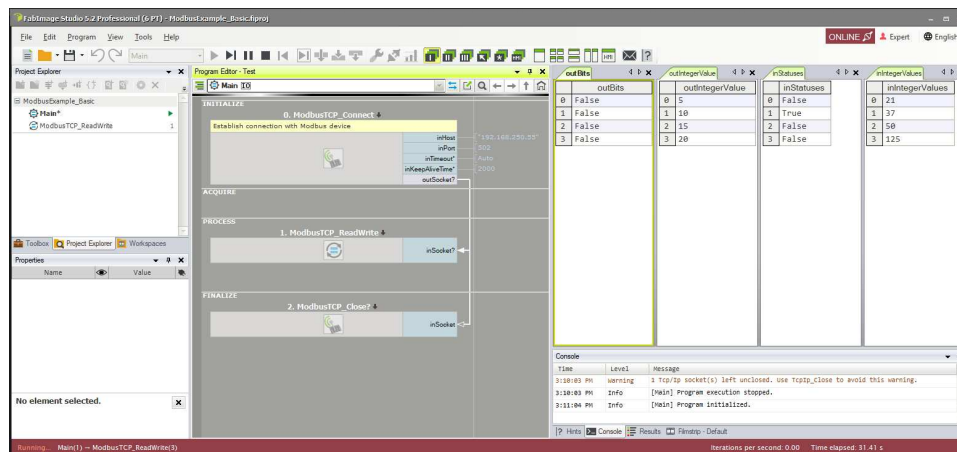 FabImage Studio 5.2 Professional (6 PT) - ModbusExample_Basic.fiproj
File Edit Program View Tools Help
ONLINE Expert English
Main
HMI
Project Explorer
ModbusExample_Basic
Main*
ModbusTCP_ReadWrite 1
Toolbox Project Explorer Workspaces
Properties
Name Value
No element selected.
Program Editor - Test
Main IO
INITIALIZE
0. ModbusTCP_Connect
Establish connection with Modbus device
inHost "192.168.250.55"
inPort 502
inTimeout* Auto
inKeepAliveTime* 2000
outSocket?
ACQUIRE
PROCESS
1. ModbusTCP_ReadWrite
inSocket?
FINALIZE
2. ModbusTCP_Close?
inSocket
outBits
outBits
0 False
1 False
2 False
3 False
outIntegerValue
outIntegerValue
0 5
1 10
2 15
3 20
inStatuses
inStatuses
0 False
1 True
2 False
3 False
inIntegerValues
inIntegerValues
0 21
1 37
2 50
3 125
Console
Time Level Message
3:10:03 PM Warning 1 Tcp/Ip socket(s) left unclosed. Use TcpIp_Close to avoid this warning.
3:10:03 PM Info [Main] Program execution stopped.
3:11:04 PM Info [Main] Program initialized.
Hints Console Results Filmstrip - Default
Running... Main(1) -- ModbusTCP_ReadWrite(3)
Iterations per second: 0.00 Time elapsed: 31.41 s